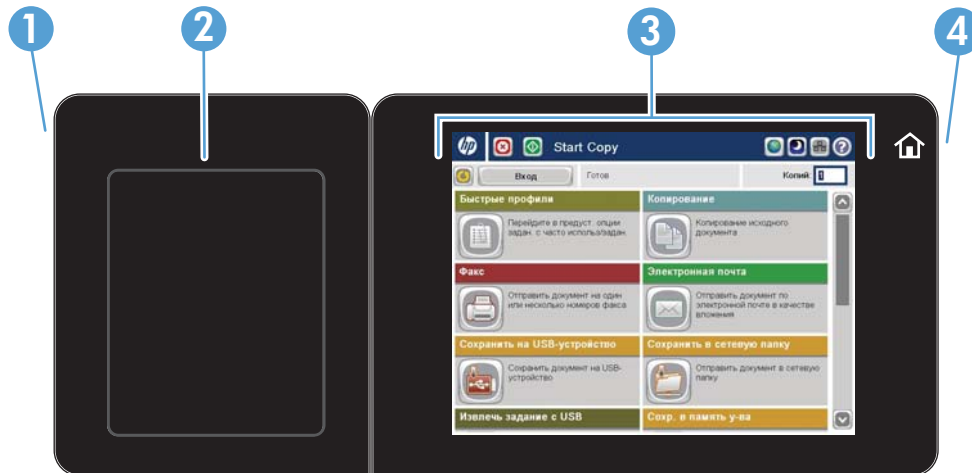 1
2
3
4
hp
Start Copy
?
Вход
Готов
Копий:
1
Быстрые профили
Копирование
Перейдите в предуст. опции
задан. с часто использ/задан.
Копирование исходного
документа
Факс
Электронная почта
Отправить документ на один
или несколько номеров факса
Отправить документ по
электронной почте в качестве
вложения
Сохранить на USB-устройство
Сохранить в сетевую папку
Сохранить документ на USB-
устройство
Отправить документ в сетевую
папку
Извлечь задание с USB
Сохр. в память у-ва